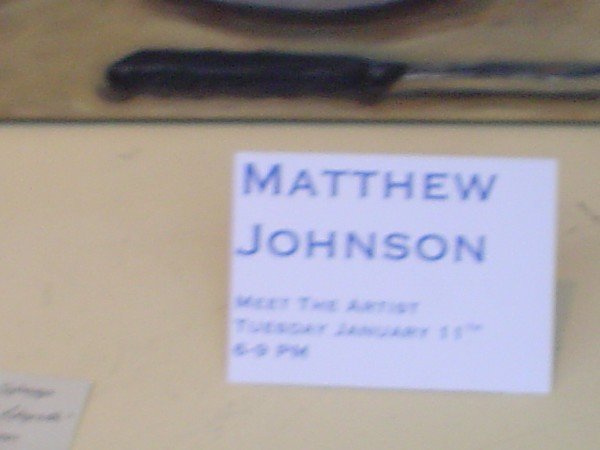 MATTHEW
JOHNSON
MEET THE ARTIST
TUESDAY JANUARY 11TH
6-9 PM